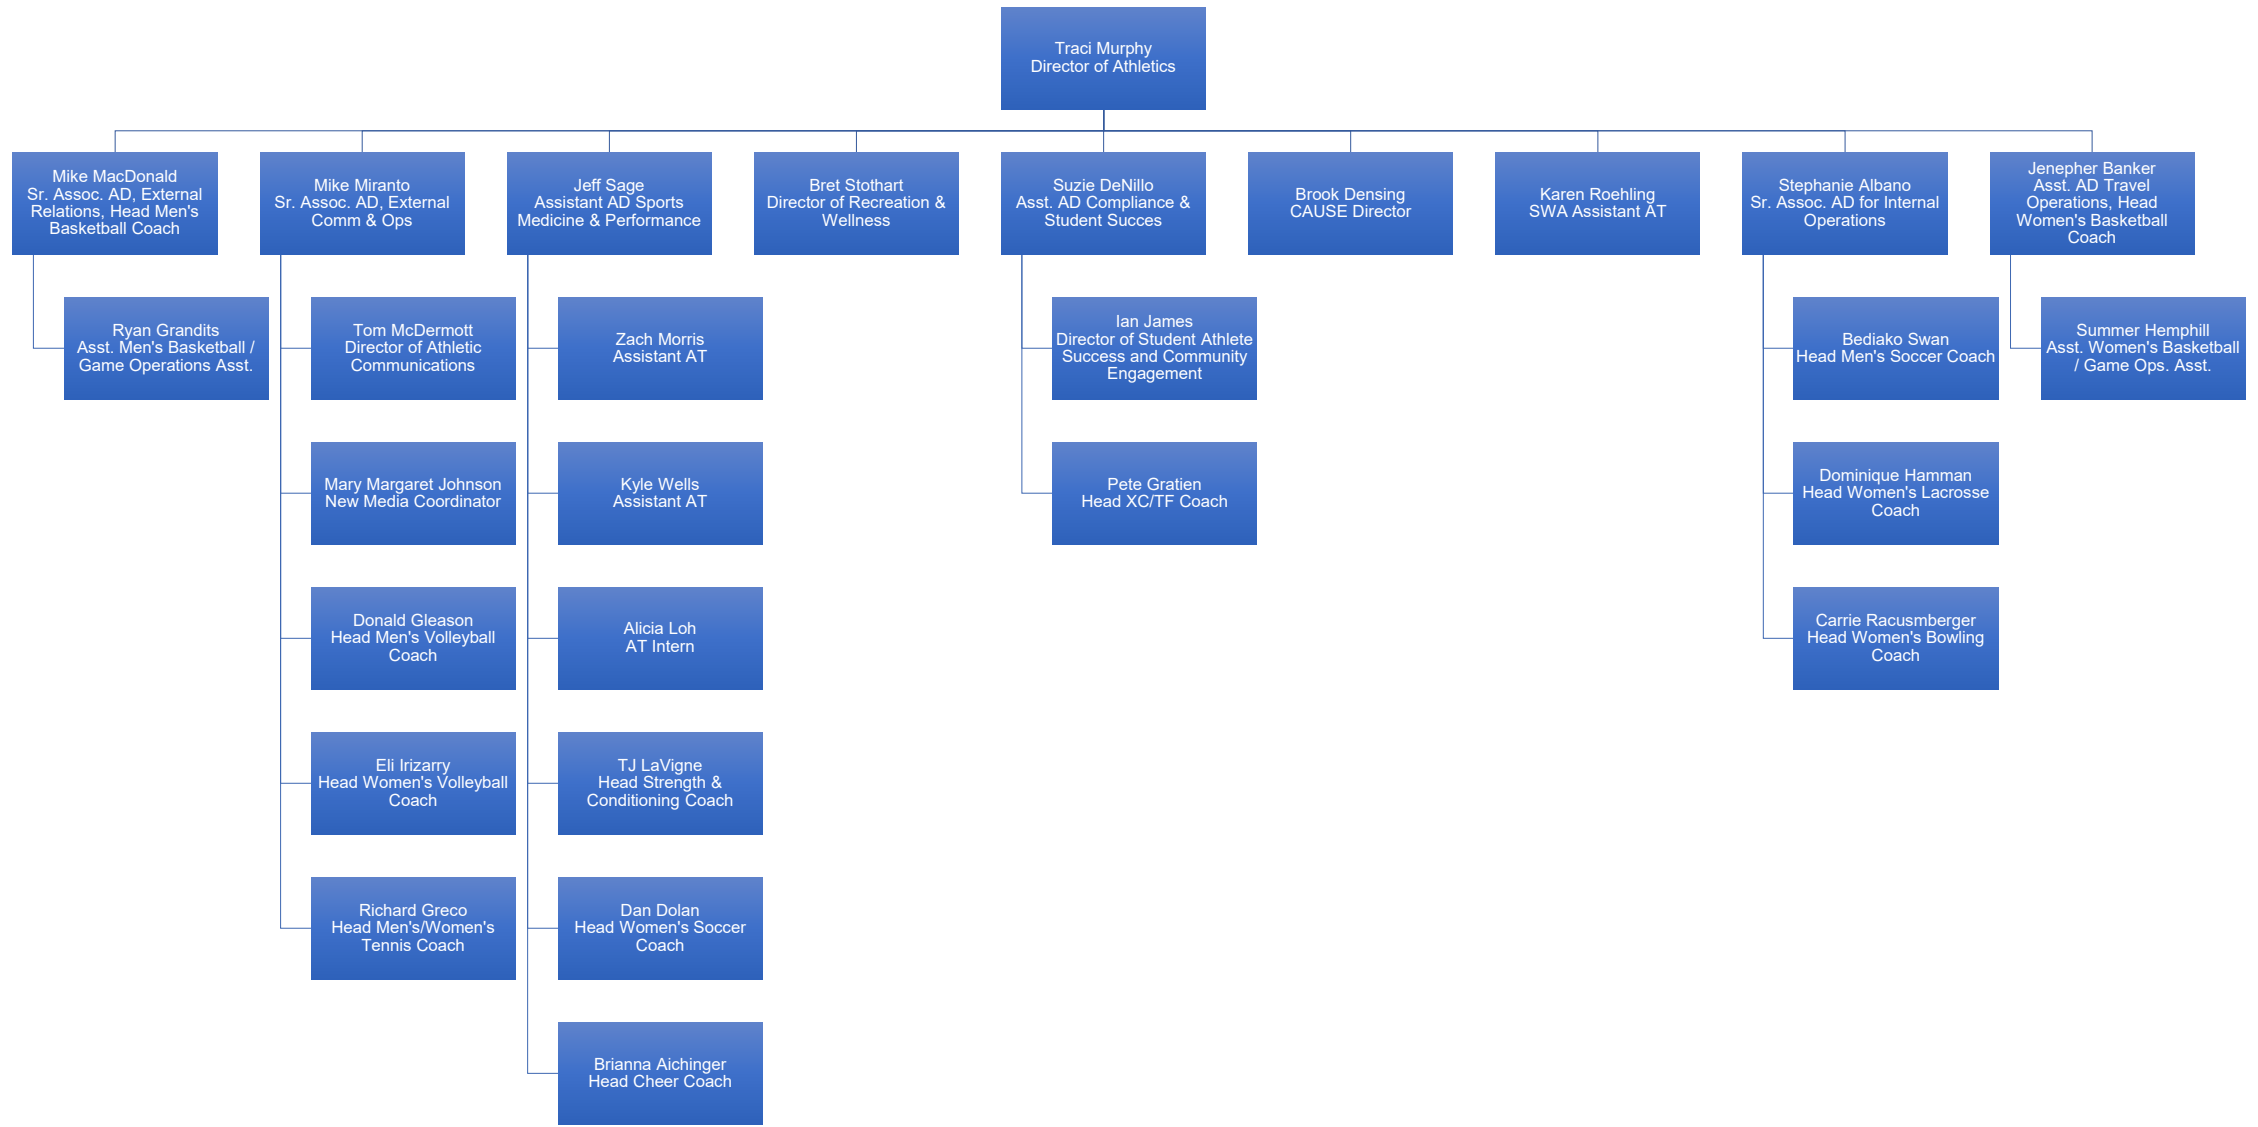 Traci Murphy
Director of Athletics
Mike MacDonald
Sr. Assoc. AD, External
Relations, Head Men's
Basketball Coach
Mike Miranto
Sr. Assoc. AD, External
Comm & Ops
Jeff Sage
Assistant AD Sports
Medicine & Performance
Bret Stothart
Director of Recreation &
Wellness
Suzie DeNillo
Asst. AD Compliance &
Student Succes
Brook Densing
CAUSE Director
Karen Roehling
SWA Assistant AT
Stephanie Albano
Sr. Assoc. AD for Internal
Operations
Jenepher Banker
Asst. AD Travel
Operations, Head
Women's Basketball
Coach
Ryan Grandits
Asst. Men's Basketball /
Game Operations Asst.
Tom McDermott
Director of Athletic
Communications
Zach Morris
Assistant AT
Ian James
Director of Student Athlete
Success and Community
Engagement
Bediako Swan
Head Men's Soccer Coach
Summer Hemphill
Asst. Women's Basketball
/ Game Ops. Asst.
Mary Margaret Johnson
New Media Coordinator
Kyle Wells
Assistant AT
Pete Gratien
Head XC/TF Coach
Dominique Hamman
Head Women's Lacrosse
Coach
Donald Gleason
Head Men's Volleyball
Coach
Alicia Loh
AT Intern
Carrie Racusmberger
Head Women's Bowling
Coach
Eli Irizarry
Head Women's Volleyball
Coach
TJ LaVigne
Head Strength &
Conditioning Coach
Richard Greco
Head Men's/Women's
Tennis Coach
Dan Dolan
Head Women's Soccer
Coach
Brianna Aichinger
Head Cheer Coach